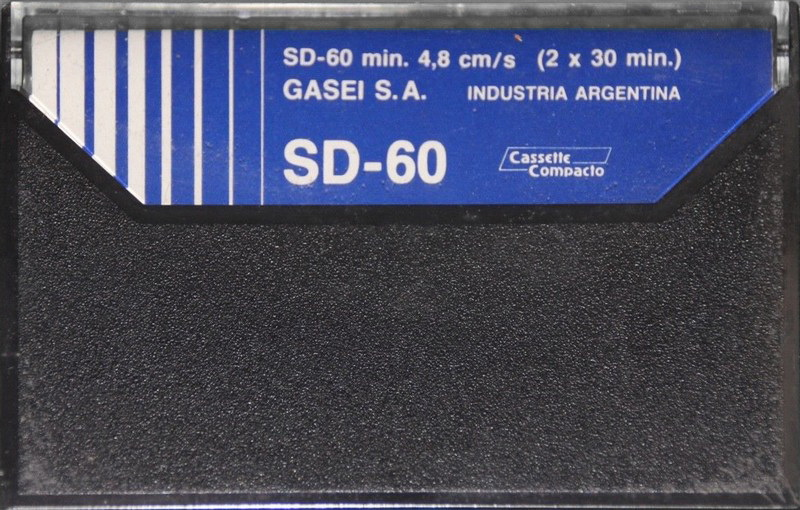 SD-60 min. 4,8 cm/s (2 x 30 min.)
GASEI S.A. INDUSTRIA ARGENTINA
SD-60
Cassette
Compacto